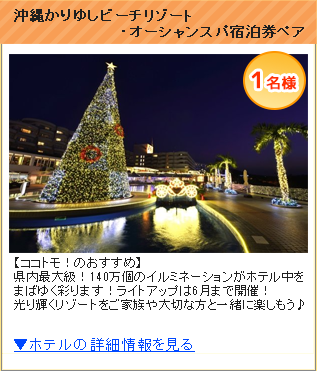 沖縄かりゆしビーチリゾート
・オーシャンスパ宿泊券ペア
1名様
【ココトモ！のおすすめ】
県内最大級！140万個のイルミネーションがホテル中を
まばゆく彩ります！ライトアップは6月まで開催！
光り輝くリゾートをご家族や大切な方と一緒に楽しもう♪
▼ホテルの詳細情報を見る